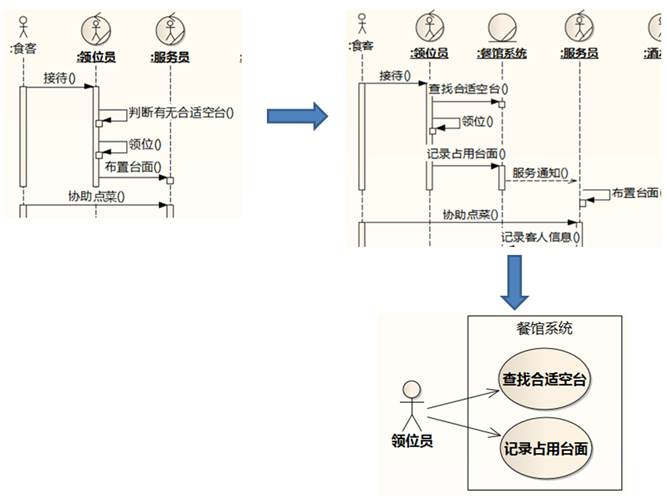 :食客
:领位员
:服务员
接待()
判断有无合适空台()
领位()
布置台面()
协助点菜()
:食客
:领位员
:餐馆系统
:服务员
:酒
接待()
查找合适空台()
领位()
记录占用台面()
服务通知()
布置台面()
协助点菜()
记录客人信息()
餐馆系统
查找合适空台
领位员
记录占用台面